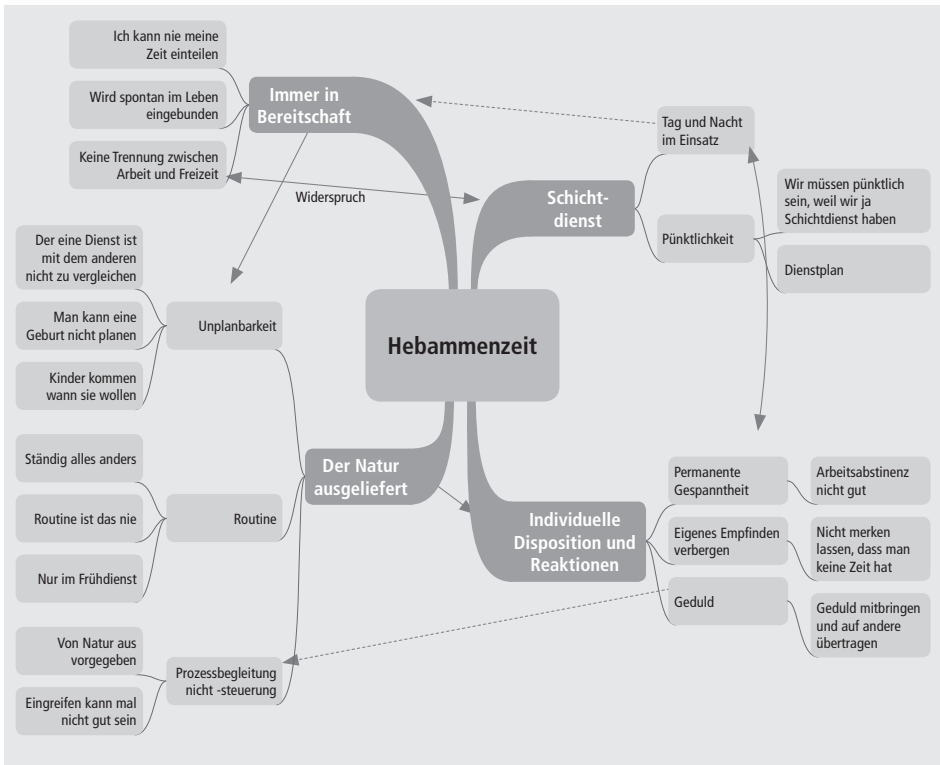 Ich kann nie meine
Zeit einteilen
Wird spontan im Leben
eingebunden
Keine Trennung zwischen
Arbeit und Freizeit
Immer in
Bereitschaft
Widerspruch
Tag und Nacht
im Einsatz
Schicht-
dienst
Pünktlichkeit
Wir müssen pünktlich
sein, weil wir ja
Schichtdienst haben
Dienstplan
Der eine Dienst ist
mit dem anderen
nicht zu vergleichen
Man kann eine
Geburt nicht planen
Kinder kommen
wann sie wollen
Unplanbarkeit
Hebammenzeit
Ständig alles anders
Routine ist das nie
Nur im Frühdienst
Routine
Der Natur
ausgeliefert
Von Natur aus
vorgegeben
Eingreifen kann mal
nicht gut sein
Prozessbegleitung
nicht -steuerung
Individuelle
Disposition und
Reaktionen
Permanente
Gespanntheit
Arbeitsabstinenz
nicht gut
Eigenes Empfinden
verbergen
Nicht merken
lassen, dass man
keine Zeit hat
Geduld
Geduld mitbringen
und auf andere
übertragen